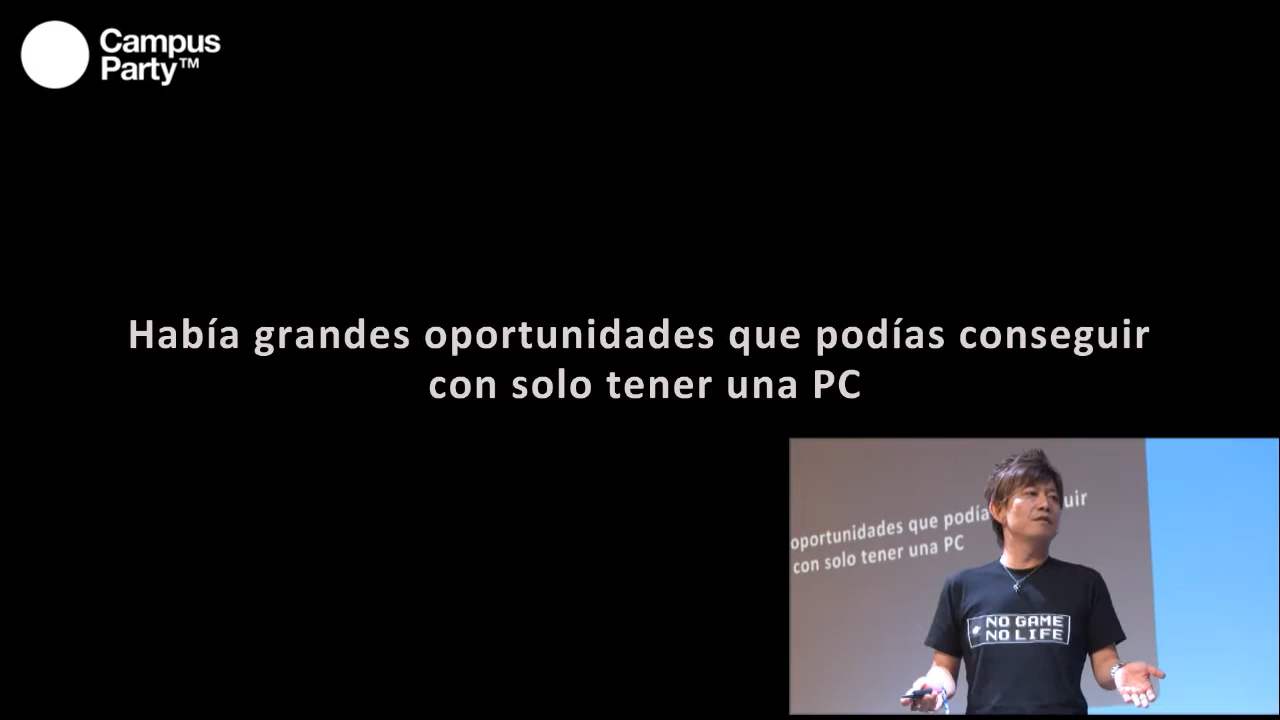 Campus
Party™
Había grandes oportunidades que podías conseguir
con solo tener una PC
oportunidades que podía uir
con solo tener una PC
NO GAME
NO LIFE